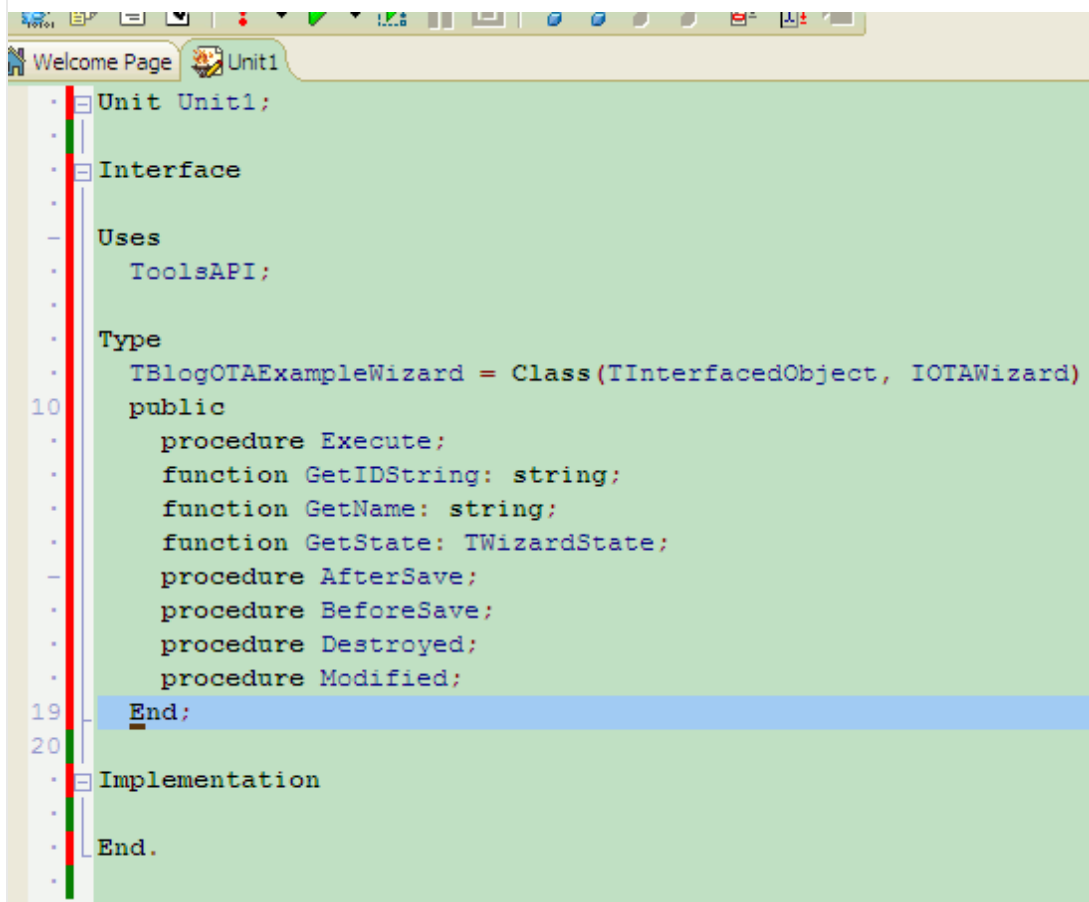 Welcome Page Unit1
Unit Unit1;
Interface
Uses
ToolsAPI;
Type
TBlogOTAExampleWizard = Class(TInterfacedObject, IOTAWizard)
10 public
procedure Execute;
function GetIDString: string;
function GetName: string;
function GetState: TWizardState;
procedure AfterSave;
procedure BeforeSave;
procedure Destroyed;
procedure Modified;
19 End;
20
Implementation
End.